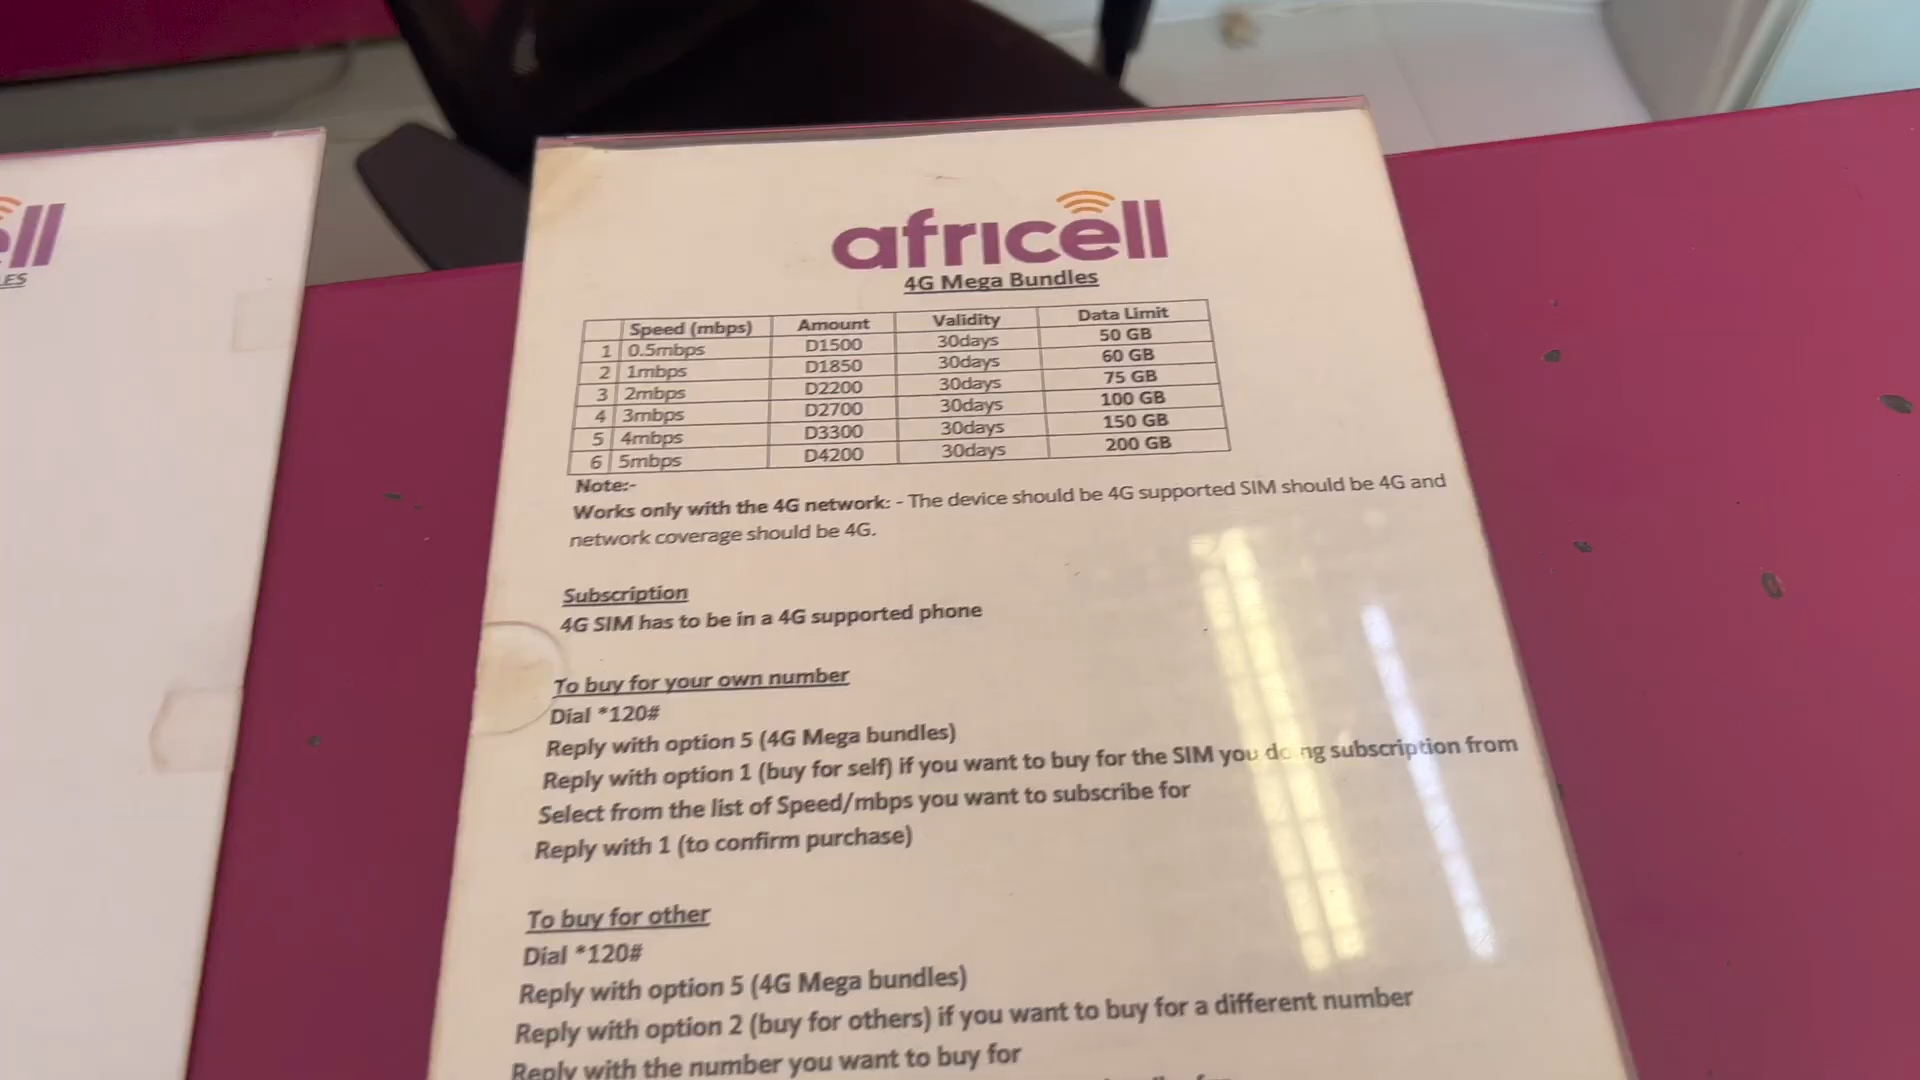 ell
LES
africell
4G Mega Bundles
Speed (mbps) Amount Validity Data Limit
1 0.5mbps D1500 30days 50 GB
2 1mbps D1850 30days 60 GB
3 2mbps D2200 30days 75 GB
4 3mbps D2700 30days 100 GB
5 4mbps D3300 30days 150 GB
6 5mbps D4200 30days 200 GB
Note:-
Works only with the 4G network: - The device should be 4G supported SIM should be 4G and
network coverage should be 4G.
Subscription
4G SIM has to be in a 4G supported phone
To buy for your own number
Dial *120#
Reply with option 5 (4G Mega bundles)
Reply with option 1 (buy for self) if you want to buy for the SIM you doing subscription from
Select from the list of Speed/mbps you want to subscribe for
Reply with 1 (to confirm purchase)
To buy for other
Dial *120#
Reply with option 5 (4G Mega bundles)
Reply with option 2 (buy for others) if you want to buy for a different number
Reply with the number you want to buy for